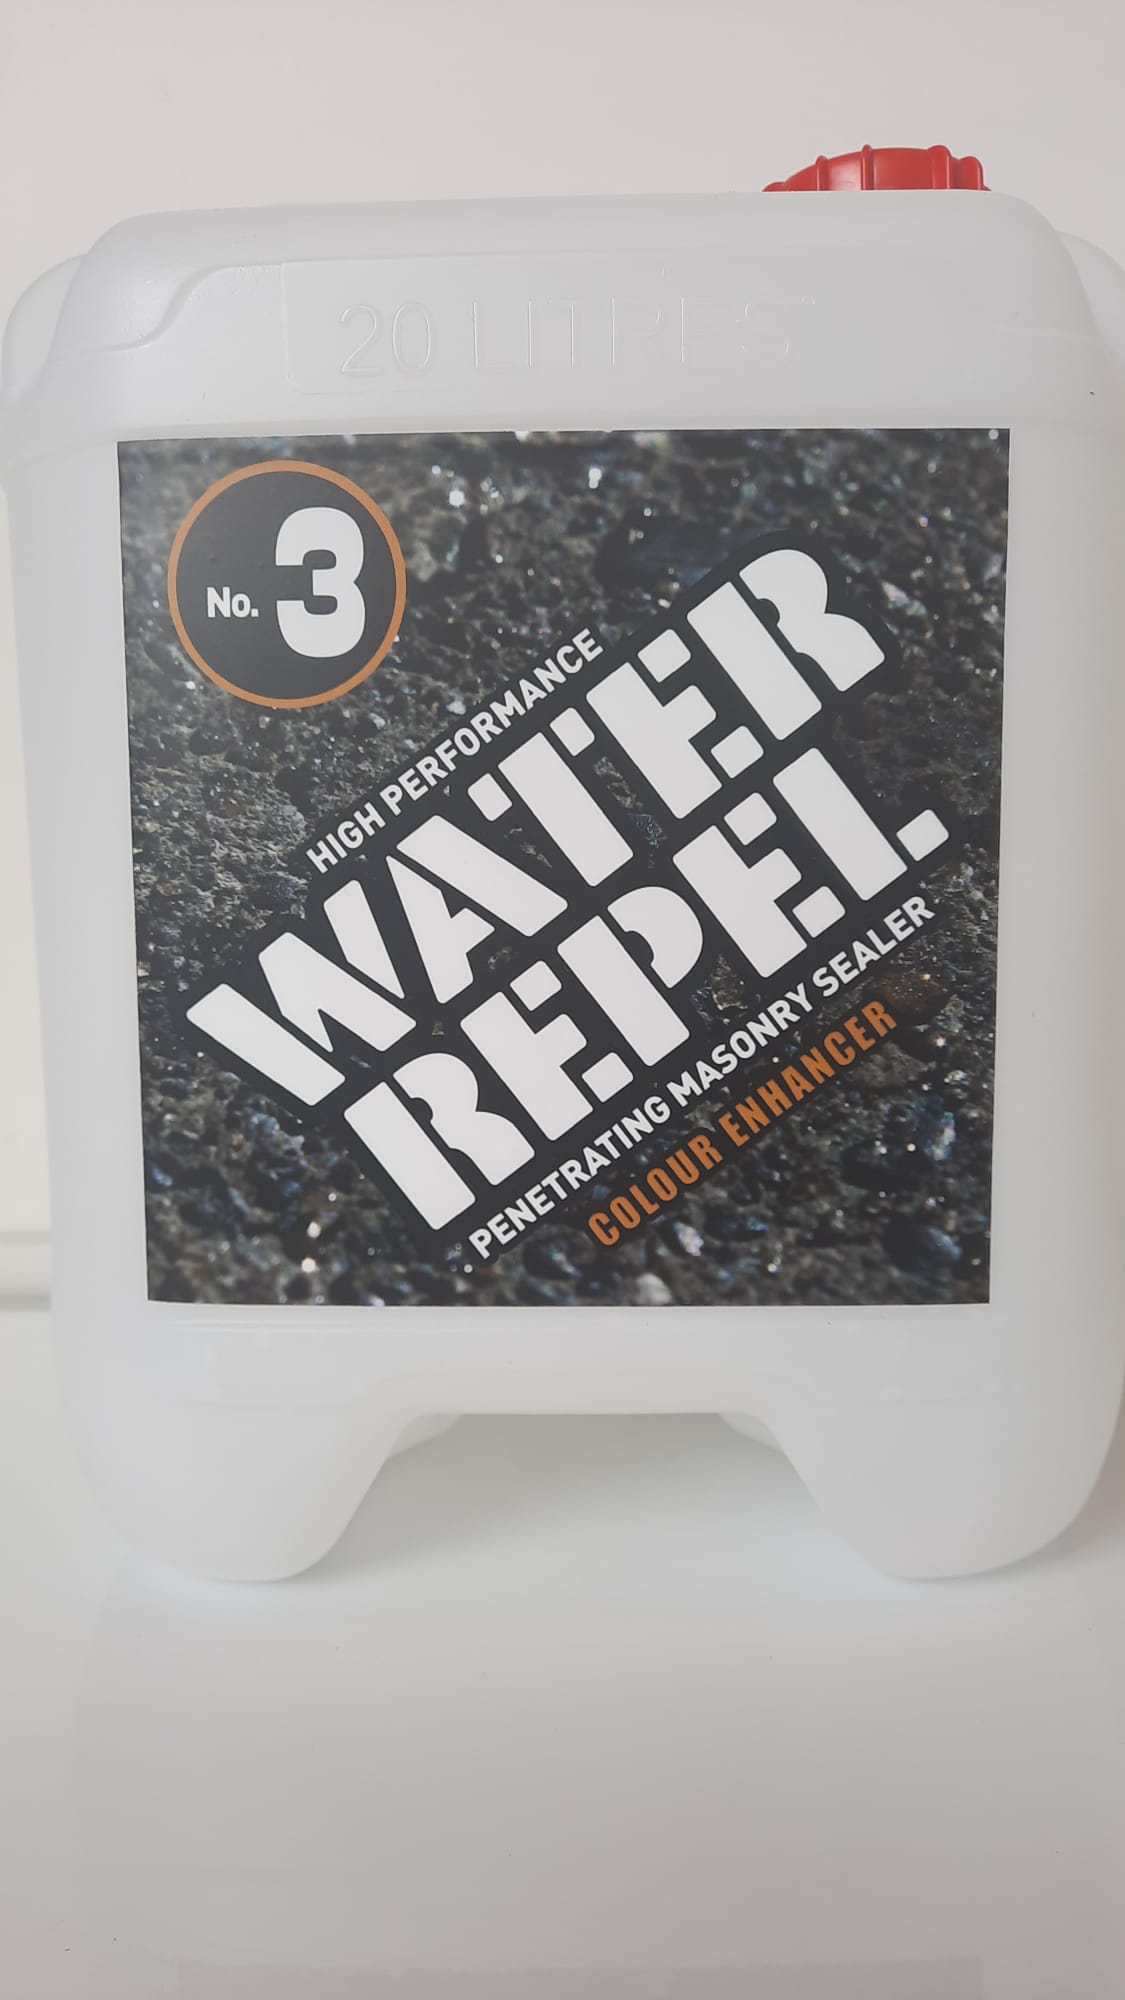 20 LITRES
No. 3
HIGH PERFORMANCE
WATER
REPEL
PENETRATING MASONRY SEALER
COLOUR ENHANCER